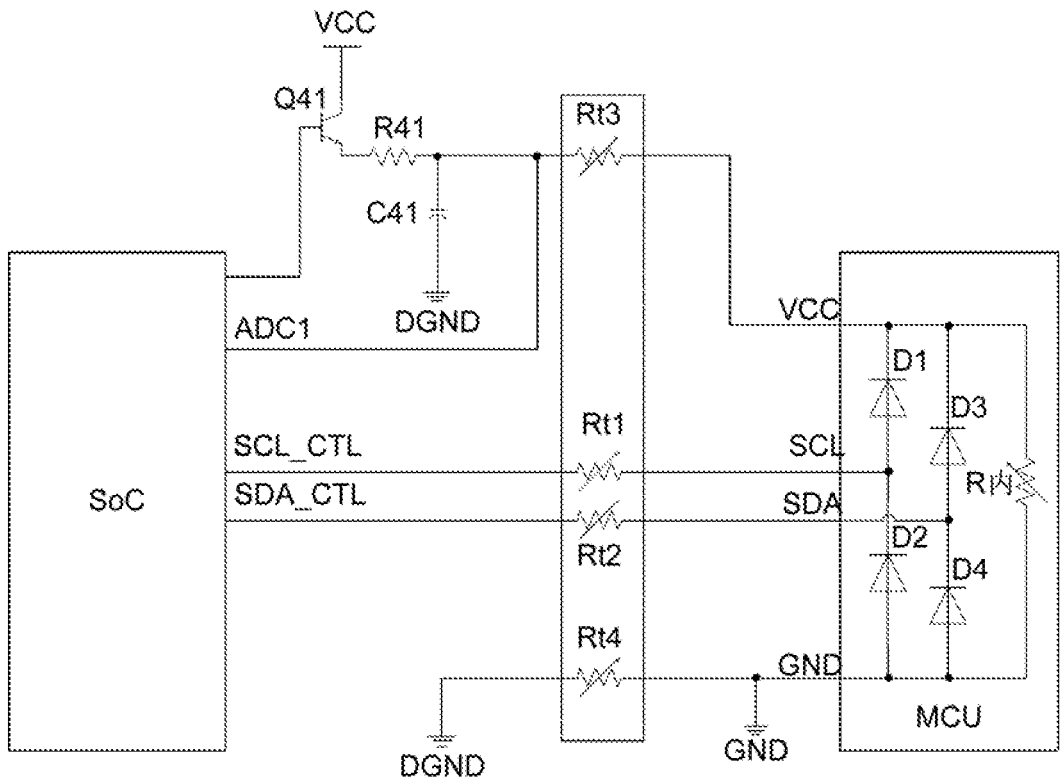 VCC
Q41
R41
Rt3
C41
DGND
ADC1
VCC
D1
D3
Rt1
SCL_CTL
SCL
R内
SoC
SDA_CTL
SDA
Rt2
D2
D4
Rt4
GND
MCU
DGND
GND